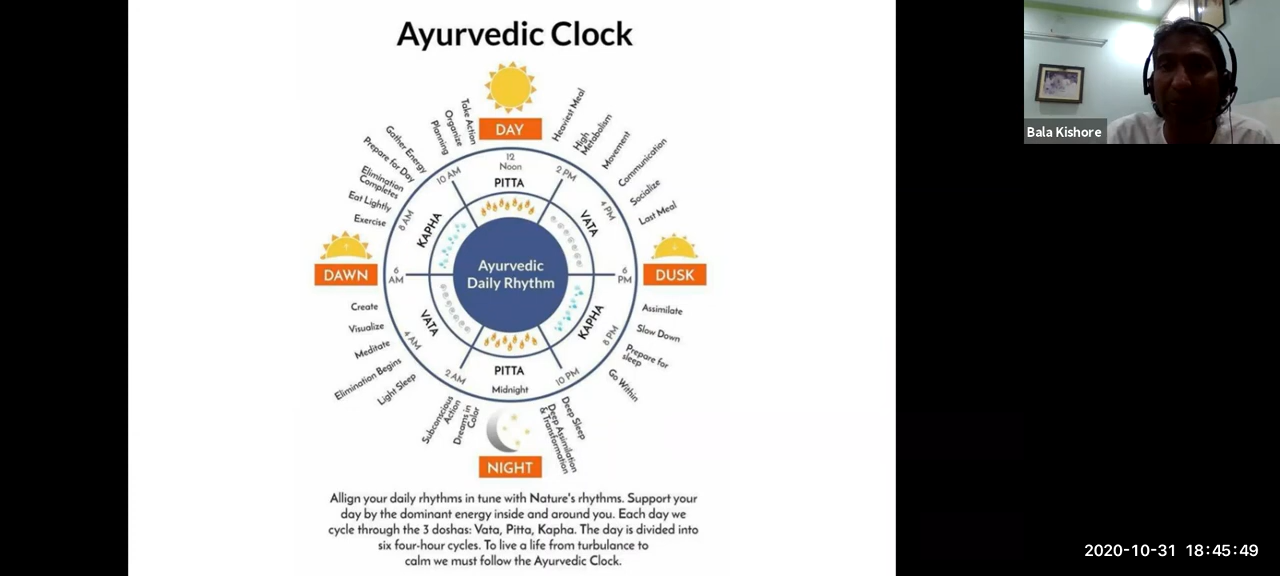 Ayurvedic Clock
DAY
Take Action
Organize
Planning
Gather Energy
Prepare for Day
Elimination
Completes
Eat Lightly
Exercise
Heaviest Meal
High
Metabolism
Movement
Communication
Socialize
Last Meal
12
Noon
PITTA
10 AM
2 PM
8 AM
KAPHA
VATA
4 PM
DAWN
6
AM
Ayurvedic
Daily Rhythm
6
PM
DUSK
Create
Visualize
Meditate
Elimination Begins
Light Sleep
VATA
4 AM
2 AM
PITTA
Midnight
10 PM
KAPHA
8 PM
Assimilate
Slow Down
Prepare for
sleep
Go Within
Subconscious
Action
Dreams in
Color
Deep Sleep
Deep Assimilation
& Transformation
NIGHT
Allign your daily rhythms in tune with Nature's rhythms. Support your
day by the dominant energy inside and around you. Each day we
cycle through the 3 doshas: Vata, Pitta, Kapha. The day is divided into
six four-hour cycles. To live a life from turbulance to
calm we must follow the Ayurvedic Clock.
Bala Kishore
2020-10-31 18:45:49